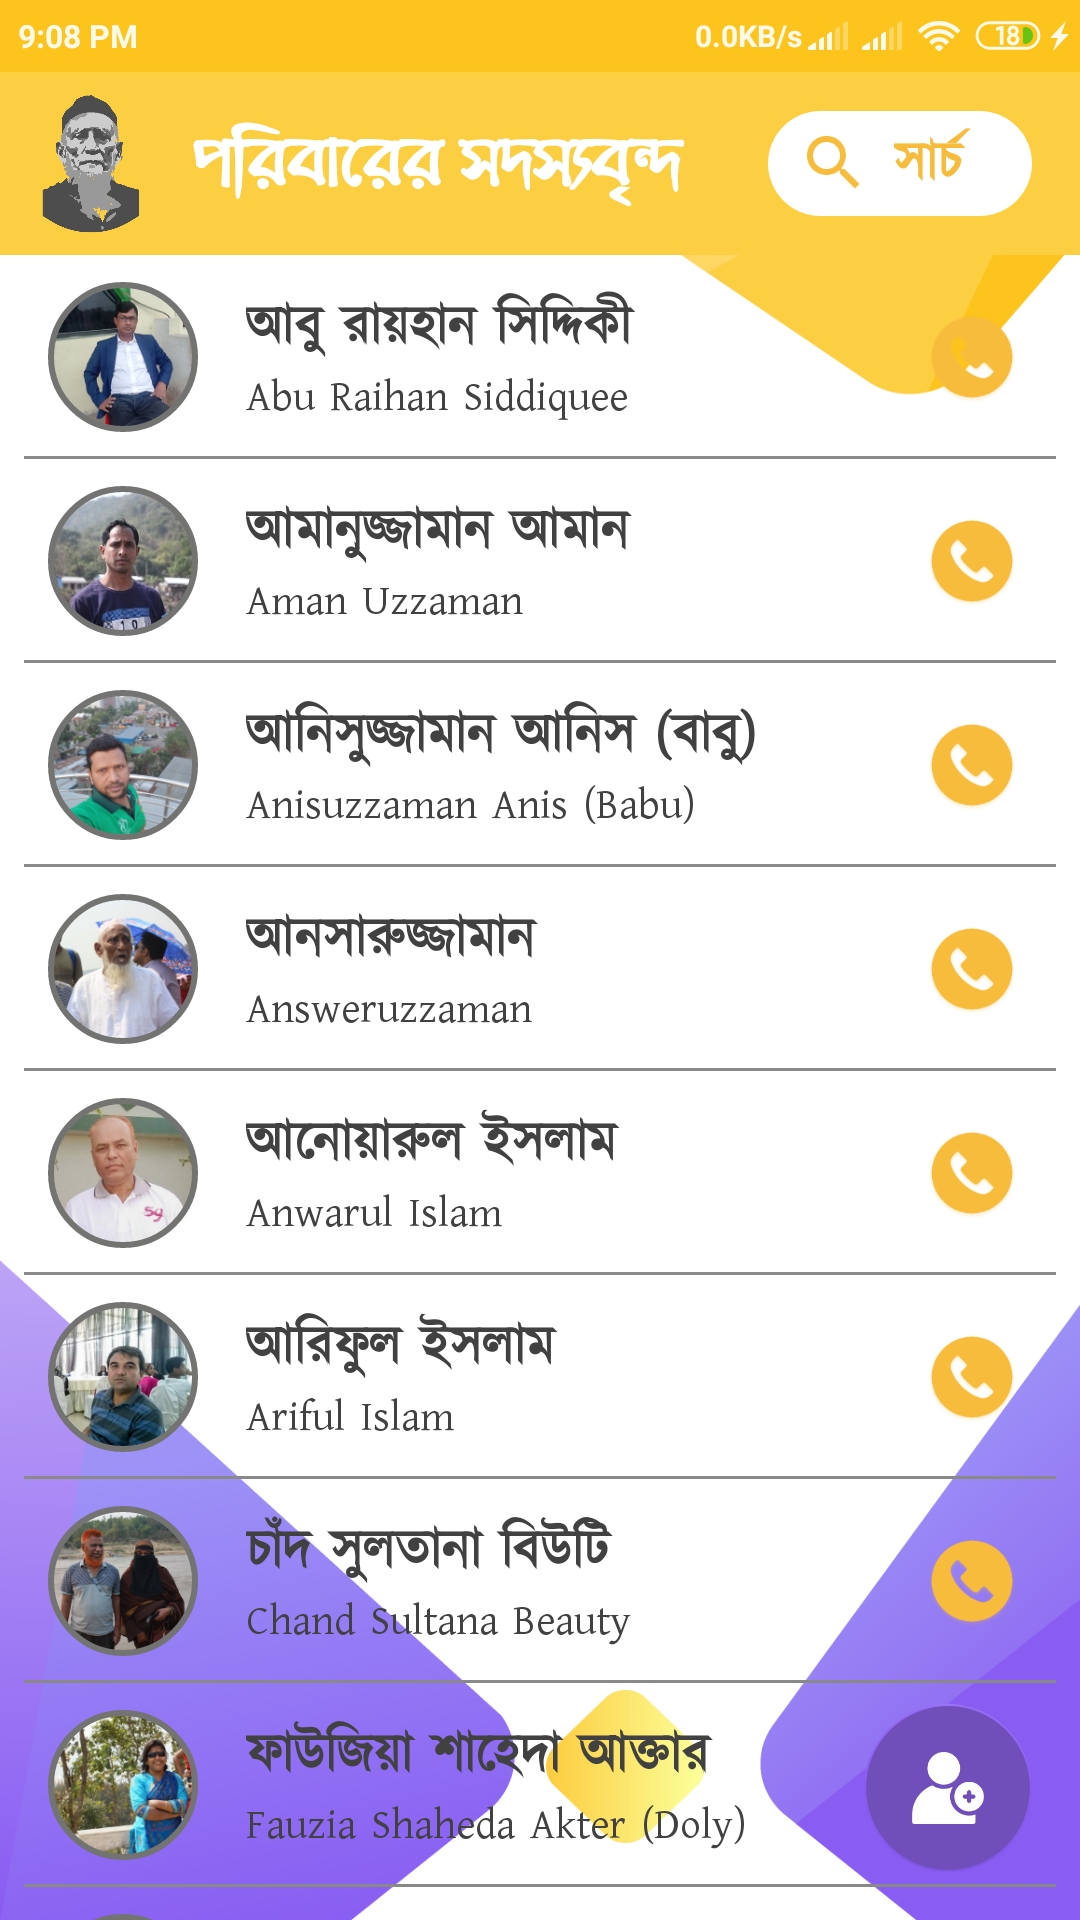 9:08 PM 0.0KB/s 18
পরিবারের সদস্যবৃন্দ সার্চ
আবু রায়হান সিদ্দিকী
Abu Raihan Siddiquee
আমানুজ্জামান আমান
Aman Uzzaman
আনিসুজ্জামান আনিস (বাবু)
Anisuzzaman Anis (Babu)
আনসারুজ্জামান
Answeruzzaman
আনোয়ারুল ইসলাম
Anwarul Islam
আরিফুল ইসলাম
Ariful Islam
চাঁদ সুলতানা বিউটি
Chand Sultana Beauty
ফাউজিয়া শাহেদা আক্তার
Fauzia Shaheda Akter (Doly)